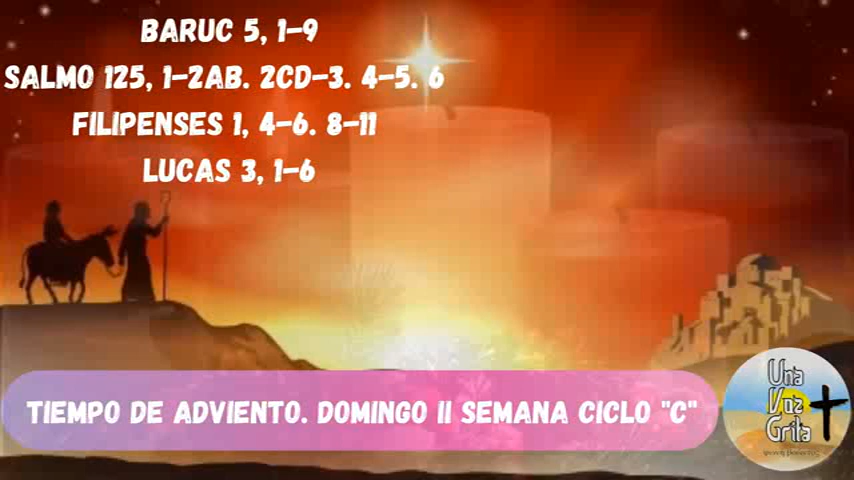 BARUC 5, 1-9
SALMO 125, 1-2AB. 2CD-3. 4-5. 6
FILIPENSES 1, 4-6. 8-11
LUCAS 3, 1-6
TIEMPO DE ADVIENTO. DOMINGO II SEMANA CICLO "C"
Una
Voz
Grita